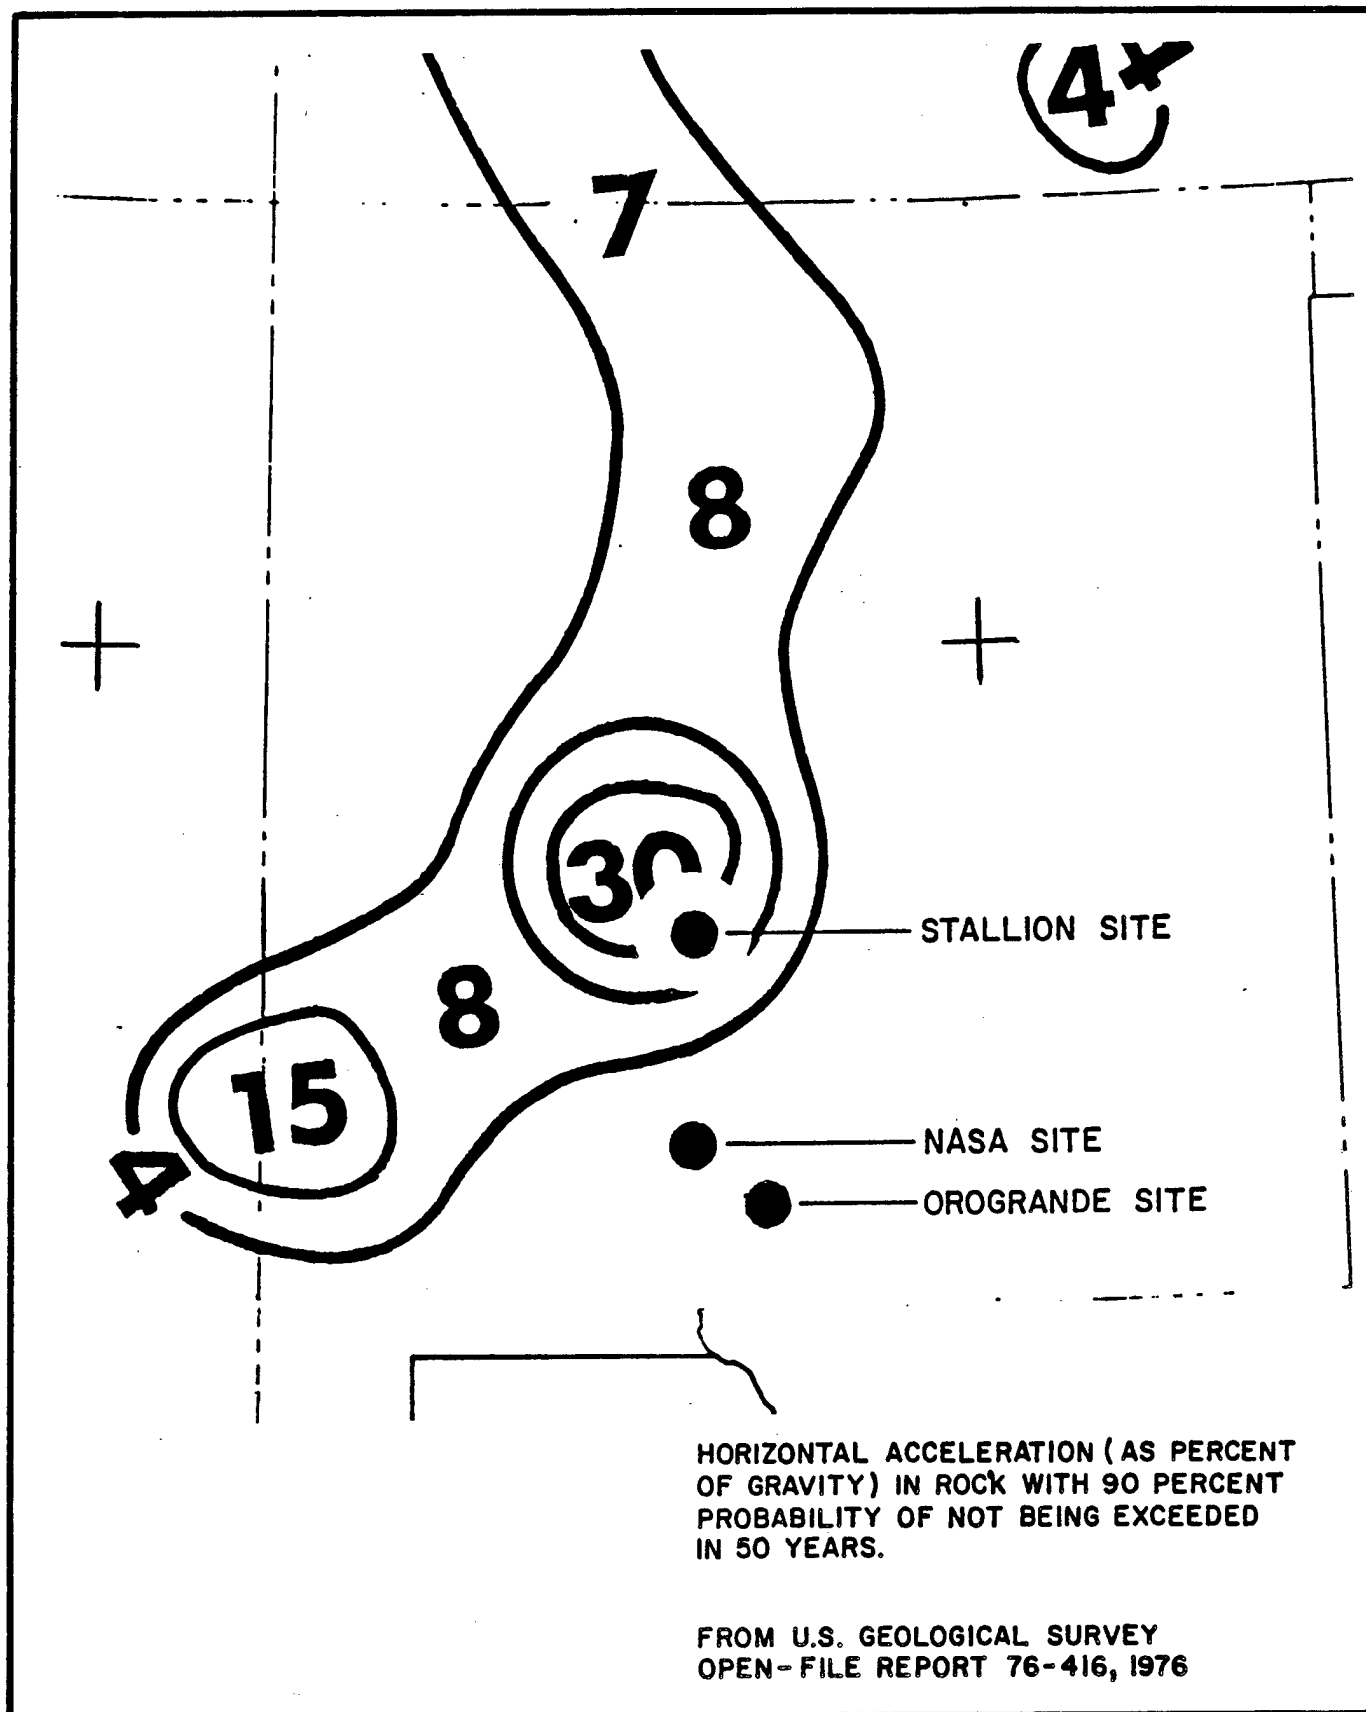 4
7
8
30
STALLION SITE
8
15
NASA SITE
4
OROGRANDE SITE
HORIZONTAL ACCELERATION (AS PERCENT
OF GRAVITY) IN ROCK WITH 90 PERCENT
PROBABILITY OF NOT BEING EXCEEDED
IN 50 YEARS.
FROM U.S. GEOLOGICAL SURVEY
OPEN-FILE REPORT 76-416, 1976